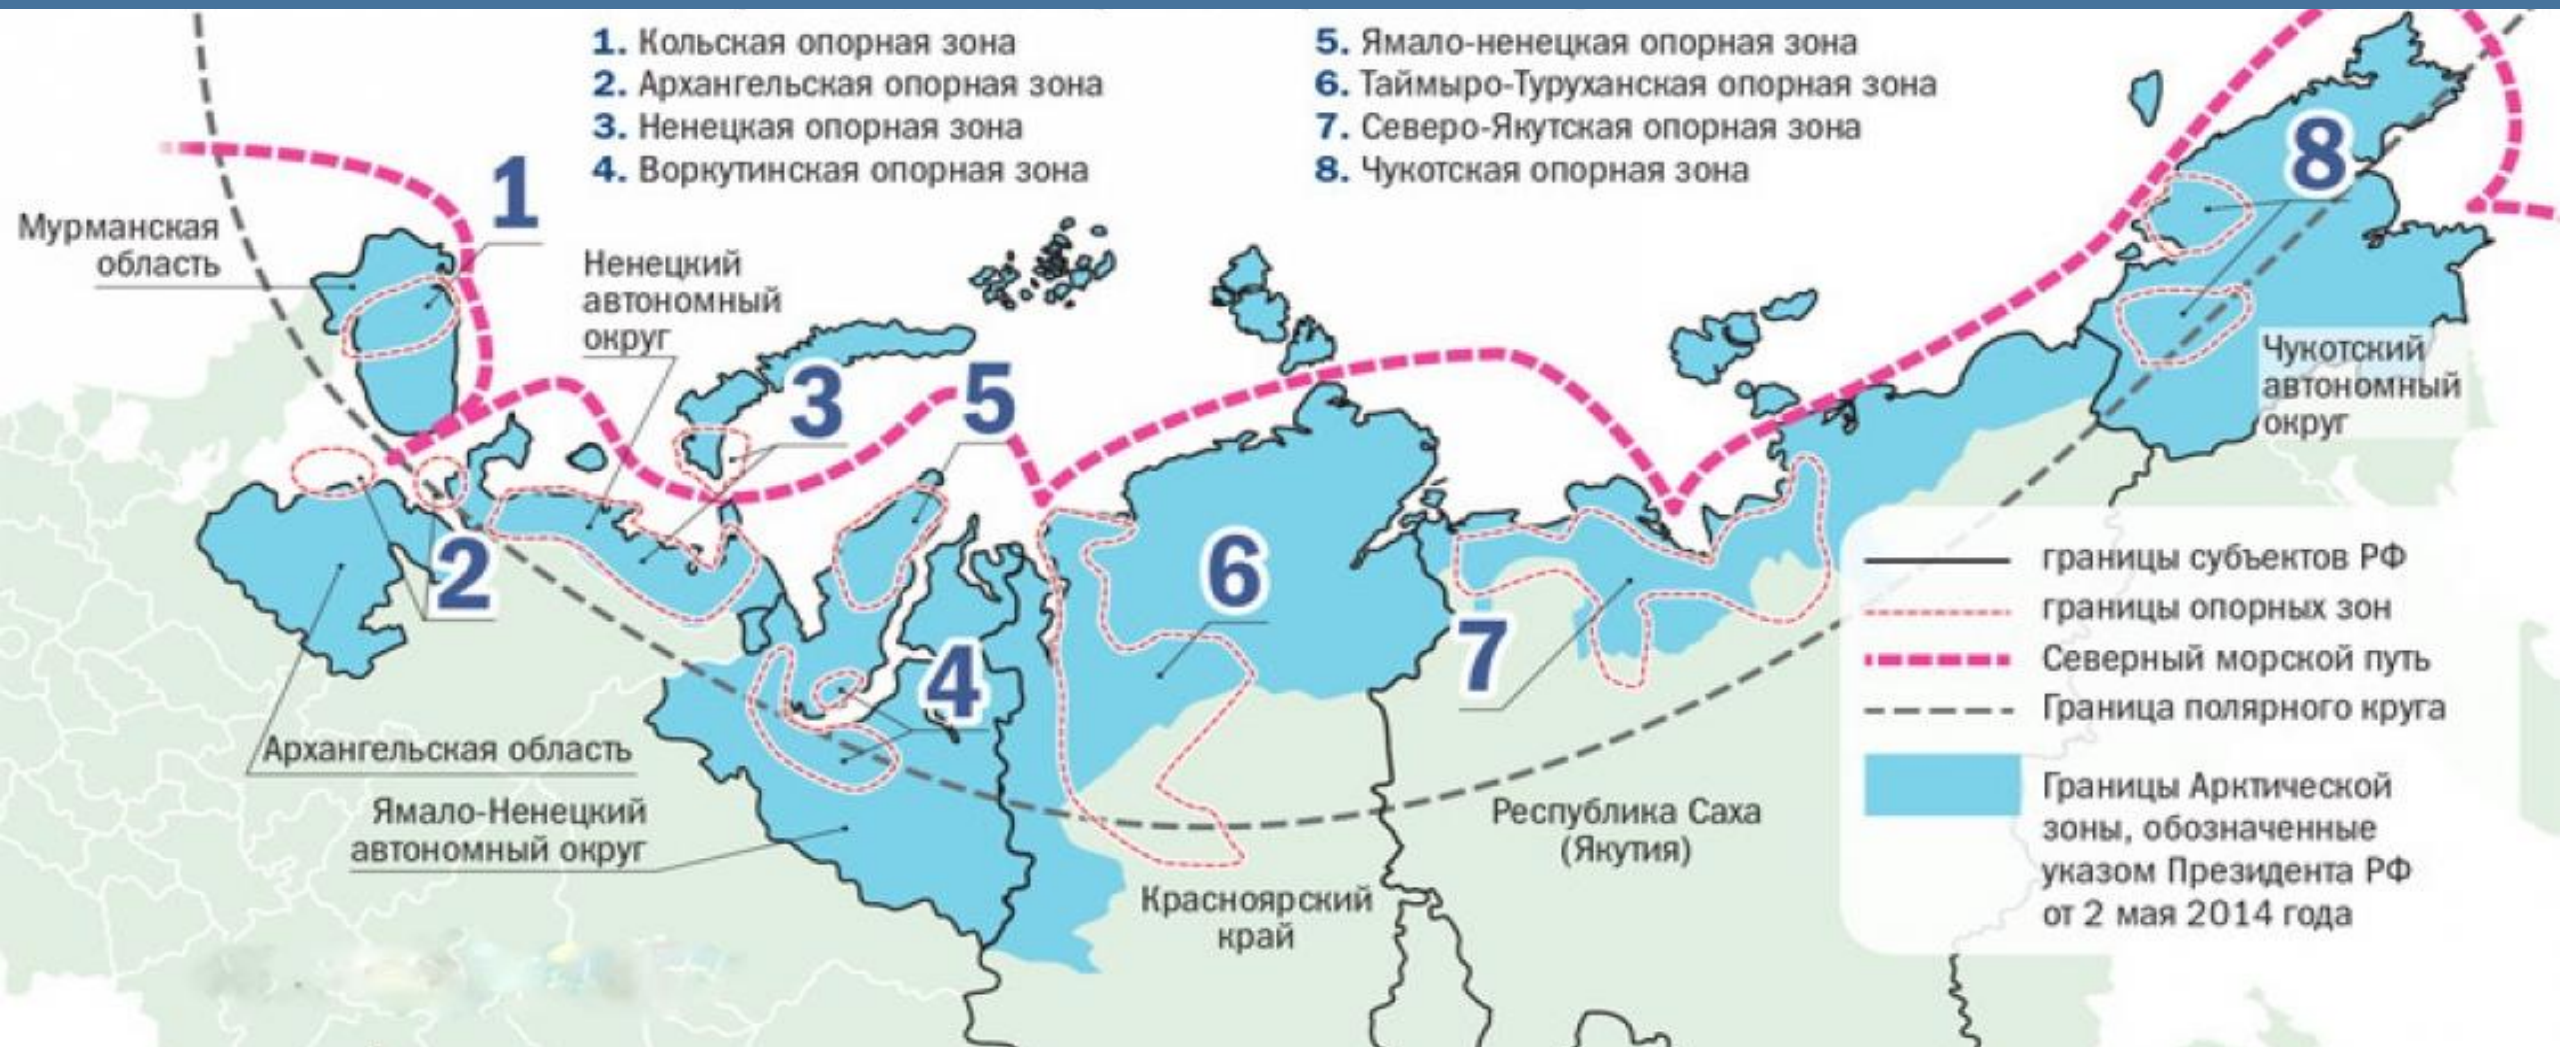 1. Кольская опорная зона
2. Архангельская опорная зона
3. Ненецкая опорная зона
4. Воркутинская опорная зона
5. Ямало-ненецкая опорная зона
6. Таймыро-Туруханская опорная зона
7. Северо-Якутская опорная зона
8. Чукотская опорная зона
1
Мурманская
область
Ненецкий
автономный
округ
3
5
8
Чукотский
автономный
округ
2
6
7
4
Архангельская область
Ямало-Ненецкий
автономный округ
Красноярский
край
Республика Саха
(Якутия)
границы субъектов РФ
границы опорных зон
Северный морской путь
Граница полярного круга
Границы Арктической
зоны, обозначенные
указом Президента РФ
от 2 мая 2014 года